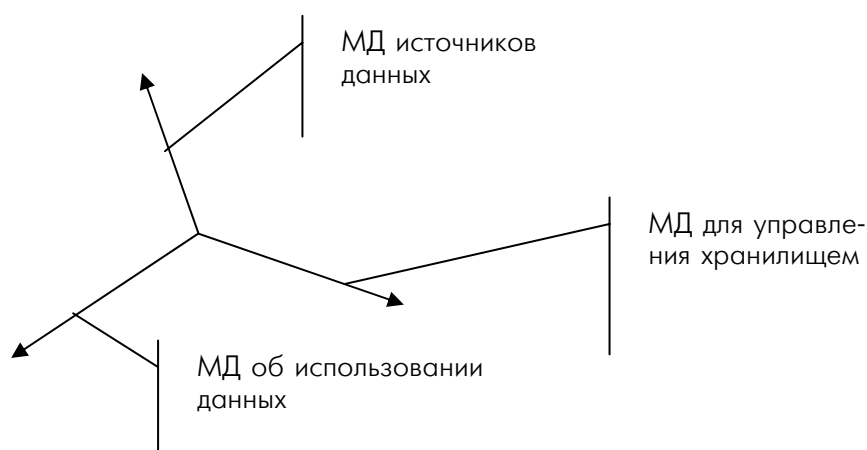 МД источников
данных
МД для управле-
ния хранилищем
МД об использовании
данных